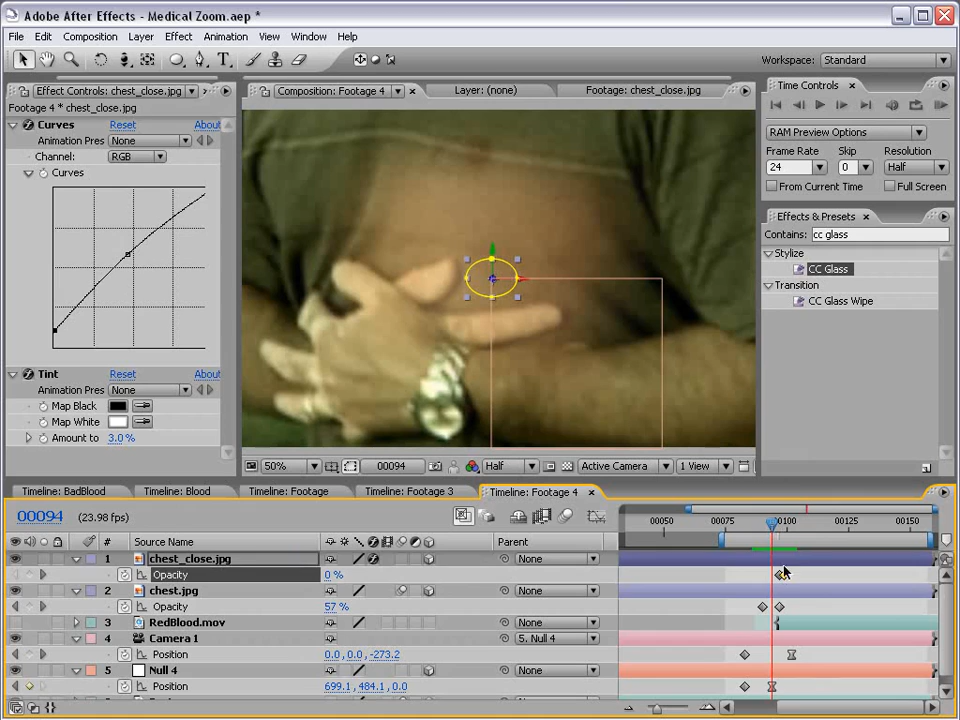 Adobe After Effects - Medical Zoom.aep *
File Edit Composition Layer Effect Animation View Window Help
Workspace: Standard
Effect Controls: chest_close.jpg
Footage 4 * chest_close.jpg
Curves Reset About
Animation Pres None
Channel: RGB
Curves
Tint Reset About
Animation Pres None
Map Black
Map White
Amount to 3.0 %
Composition: Footage 4 Layer: (none) Footage: chest_close.jpg
50% 00094 Half Active Camera 1 View
Time Controls
RAM Preview Options
Frame Rate Skip Resolution
24 0 Half
From Current Time Full Screen
Effects & Presets
Contains: cc glass
Stylize
CC Glass
Transition
CC Glass Wipe
Timeline: BadBlood Timeline: Blood Timeline: Footage Timeline: Footage 3 Timeline: Footage 4
00094 (23.98 fps)
00050 00075 00100 00125 00150
# Source Name Parent
1 chest_close.jpg None
Opacity 0 %
2 chest.jpg None
Opacity 57 %
3 RedBlood.mov None
4 Camera 1 5. Null 4
Position 0.0, 0.0, -273.2
5 Null 4 None
Position 699.1, 484.1, 0.0